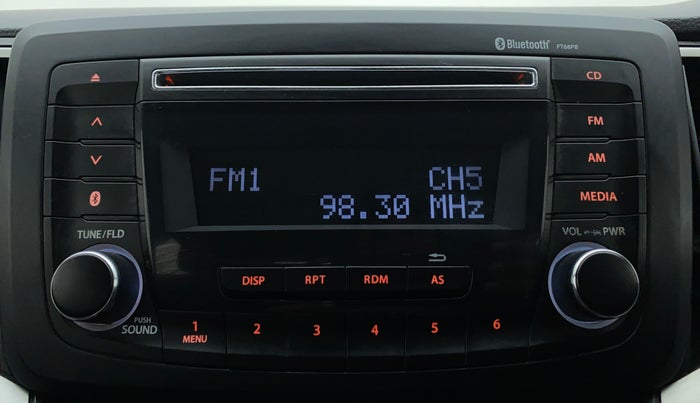 Bluetooth® FT68PB
CD
FM
AM
MEDIA
FM1 CH5
98.30 MHz
TUNE/FLD
VOL PUSH PWR
DISP RPT RDM AS
PUSH
SOUND
1 2 3 4 5 6
MENU